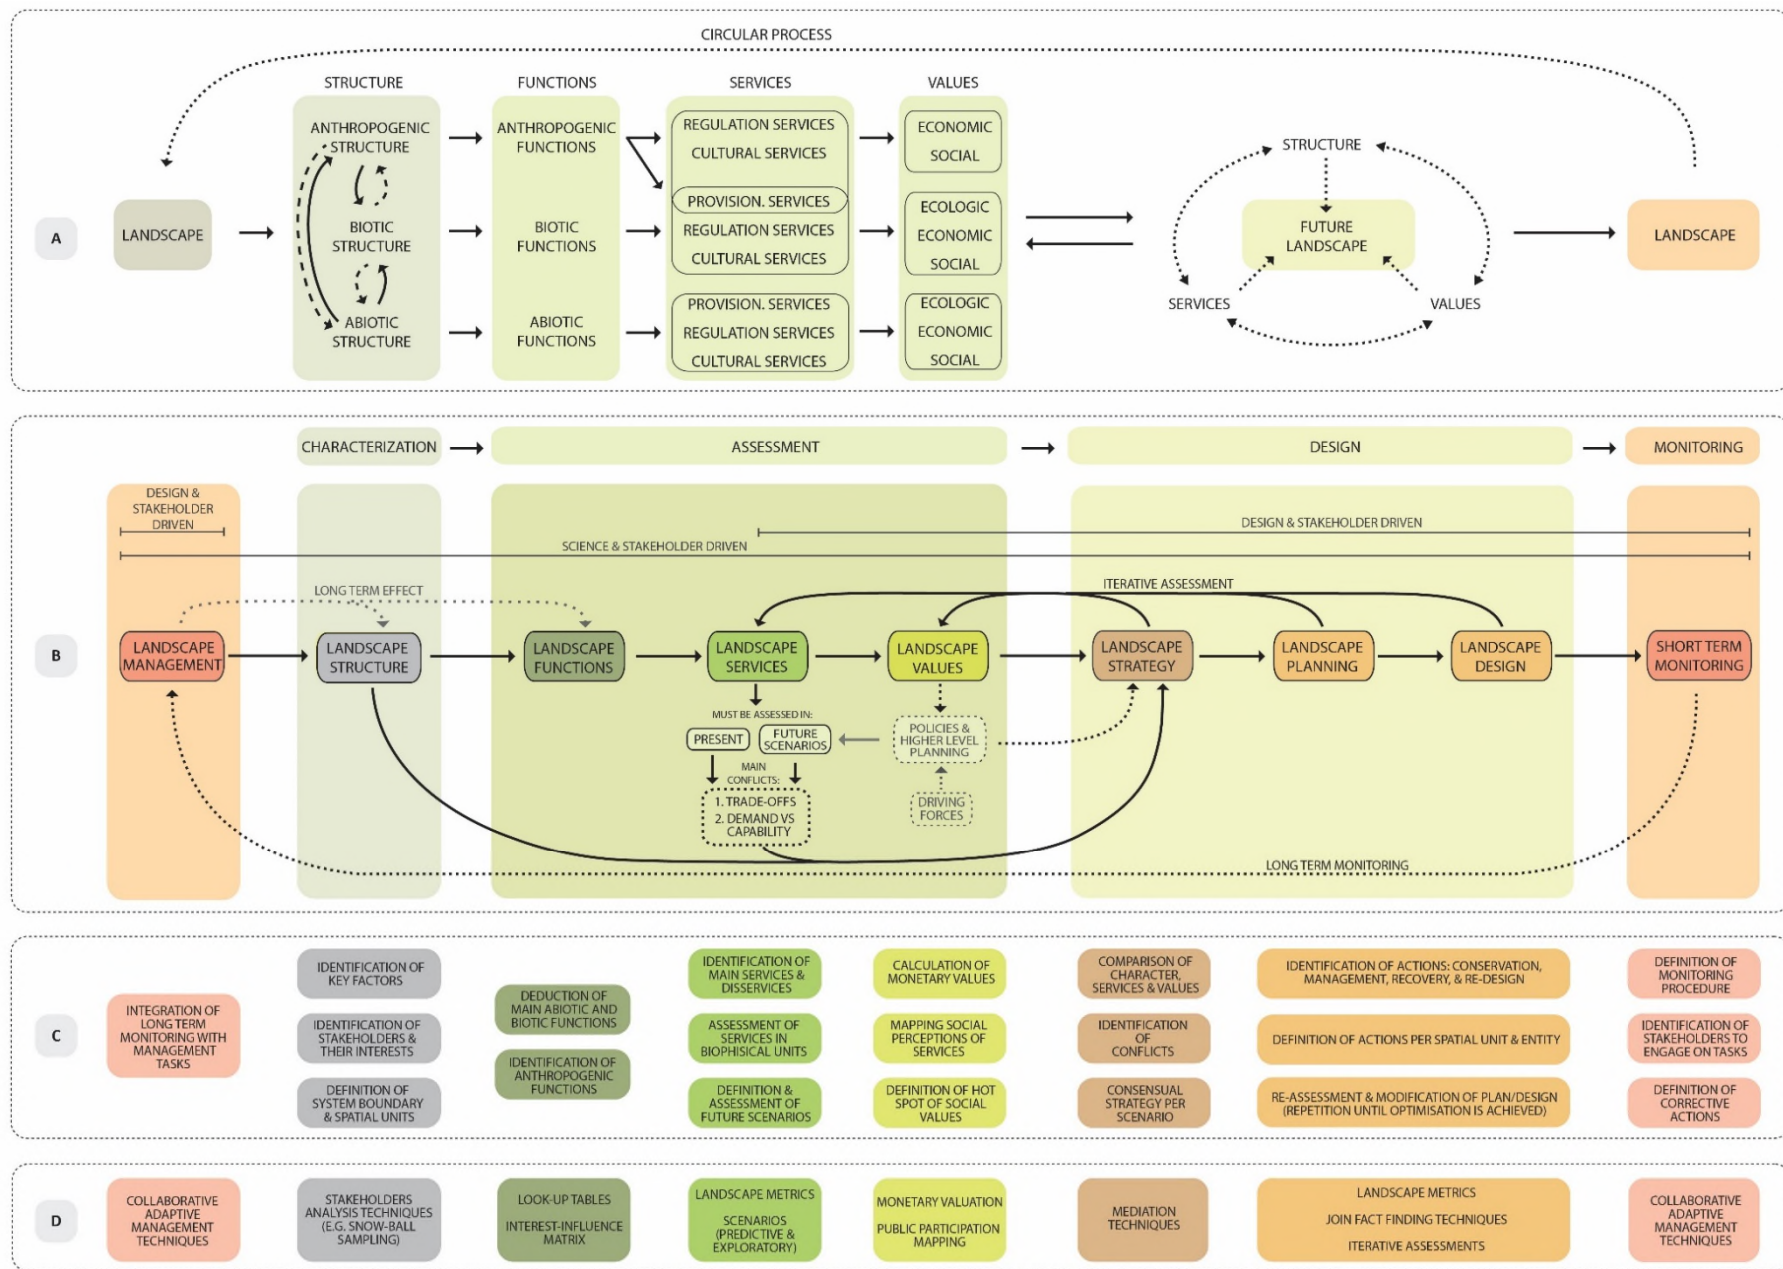 CIRCULAR PROCESS
STRUCTURE
FUNCTIONS
SERVICES
VALUES
A
LANDSCAPE
ANTHROPOGENIC
STRUCTURE
BIOTIC
STRUCTURE
ABIOTIC
STRUCTURE
ANTHROPOGENIC
FUNCTIONS
BIOTIC
FUNCTIONS
ABIOTIC
FUNCTIONS
REGULATION SERVICES
CULTURAL SERVICES
PROVISION. SERVICES
REGULATION SERVICES
CULTURAL SERVICES
PROVISION. SERVICES
REGULATION SERVICES
CULTURAL SERVICES
ECONOMIC
SOCIAL
ECOLOGIC
ECONOMIC
SOCIAL
ECOLOGIC
ECONOMIC
SOCIAL
STRUCTURE
FUTURE
LANDSCAPE
SERVICES
VALUES
LANDSCAPE
CHARACTERIZATION
ASSESSMENT
DESIGN
MONITORING
DESIGN &
STAKEHOLDER
DRIVEN
DESIGN & STAKEHOLDER DRIVEN
SCIENCE & STAKEHOLDER DRIVEN
LONG TERM EFFECT
ITERATIVE ASSESSMENT
B
LANDSCAPE
MANAGEMENT
LANDSCAPE
STRUCTURE
LANDSCAPE
FUNCTIONS
LANDSCAPE
SERVICES
LANDSCAPE
VALUES
LANDSCAPE
STRATEGY
LANDSCAPE
PLANNING
LANDSCAPE
DESIGN
SHORT TERM
MONITORING
MUST BE ASSESSED IN:
PRESENT
FUTURE
SCENARIOS
POLICIES &
HIGHER LEVEL
PLANNING
MAIN
CONFLICTS:
1. TRADE-OFFS
2. DEMAND VS
CAPABILITY
DRIVING
FORCES
LONG TERM MONITORING
C
INTEGRATION OF
LONG TERM
MONITORING WITH
MANAGEMENT
TASKS
IDENTIFICATION OF
KEY FACTORS
IDENTIFICATION OF
STAKEHOLDERS &
THEIR INTERESTS
DEFINITION OF
SYSTEM BOUNDARY
& SPATIAL UNITS
DEDUCTION OF
MAIN ABIOTIC AND
BIOTIC FUNCTIONS
IDENTIFICATION OF
ANTHROPOGENIC
FUNCTIONS
IDENTIFICATION OF
MAIN SERVICES &
DISSERVICES
ASSESSMENT OF
SERVICES IN
BIOPHISICAL UNITS
DEFINITION &
ASSESSMENT OF
FUTURE SCENARIOS
CALCULATION OF
MONETARY VALUES
MAPPING SOCIAL
PERCEPTIONS OF
SERVICES
DEFINITION OF HOT
SPOT OF SOCIAL
VALUES
COMPARISON OF
CHARACTER,
SERVICES & VALUES
IDENTIFICATION
OF
CONFLICTS
CONSENSUAL
STRATEGY PER
SCENARIO
IDENTIFICATION OF ACTIONS: CONSERVATION,
MANAGEMENT, RECOVERY, & RE-DESIGN
DEFINITION OF ACTIONS PER SPATIAL UNIT & ENTITY
RE-ASSESSMENT & MODIFICATION OF PLAN/DESIGN
(REPETITION UNTIL OPTIMISATION IS ACHIEVED)
DEFINITION OF
MONITORING
PROCEDURE
IDENTIFICATION OF
STAKEHOLDERS TO
ENGAGE ON TASKS
DEFINITION OF
CORRECTIVE
ACTIONS
D
COLLABORATIVE
ADAPTIVE
MANAGEMENT
TECHNIQUES
STAKEHOLDERS
ANALYSIS TECHNIQUES
(E.G. SNOW-BALL
SAMPLING)
LOOK-UP TABLES
INTEREST-INFLUENCE
MATRIX
LANDSCAPE METRICS
SCENARIOS
(PREDICTIVE &
EXPLORATORY)
MONETARY VALUATION
PUBLIC PARTICIPATION
MAPPING
MEDIATION
TECHNIQUES
LANDSCAPE METRICS
JOIN FACT FINDING TECHNIQUES
ITERATIVE ASSESSMENTS
COLLABORATIVE
ADAPTIVE
MANAGEMENT
TECHNIQUES